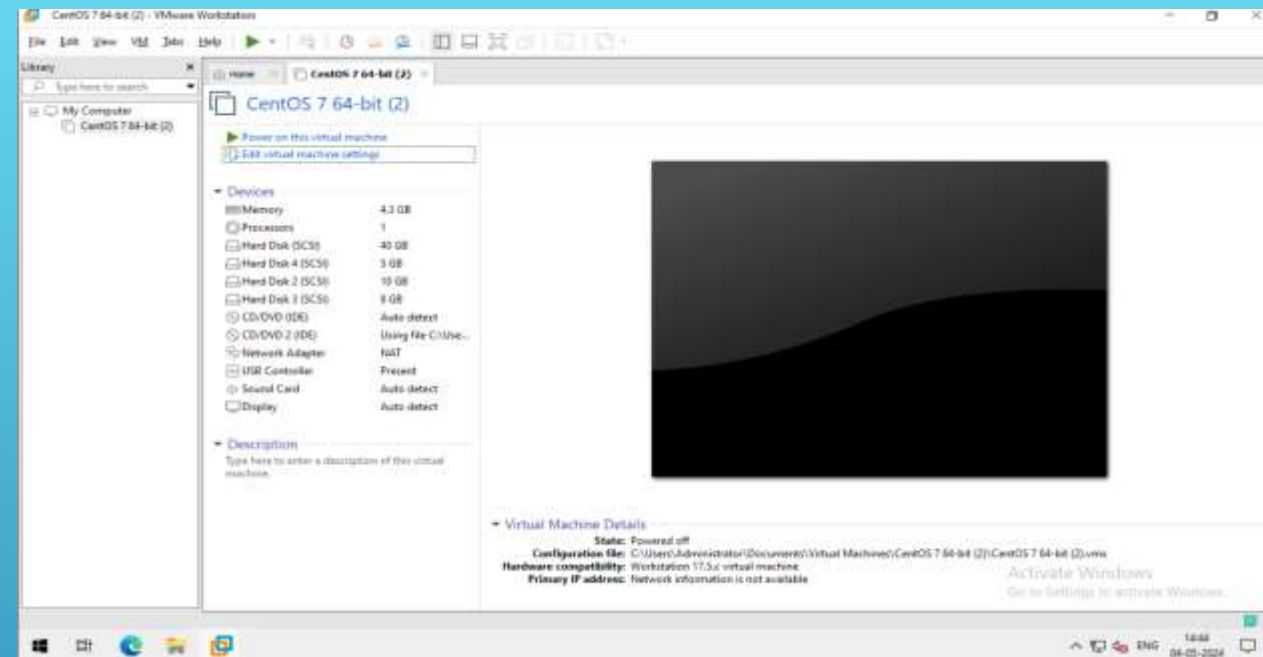 CentOS 7 64-bit (2) - VMware Workstation
File Edit View VM Tabs Help
Library
Type here to search
My Computer
CentOS 7 64-bit (2)
Home
CentOS 7 64-bit (2)
CentOS 7 64-bit (2)
Power on this virtual machine
Edit virtual machine settings
Devices
Memory 4.3 GB
Processors 1
Hard Disk (SCSI) 40 GB
Hard Disk 4 (SCSI) 5 GB
Hard Disk 2 (SCSI) 10 GB
Hard Disk 3 (SCSI) 8 GB
CD/DVD (IDE) Auto detect
CD/DVD 2 (IDE) Using file C:\Use...
Network Adapter NAT
USB Controller Present
Sound Card Auto detect
Display Auto detect
Description
Type here to enter a description of this virtual
machine.
Virtual Machine Details
State: Powered off
Configuration file: C:\Users\Administrator\Documents\Virtual Machines\CentOS 7 64-bit (2)\CentOS 7 64-bit (2).vmx
Hardware compatibility: Workstation 17.5.x virtual machine
Primary IP address: Network information is not available
Activate Windows
Go to Settings to activate Windows.
ENG
04-05-2024